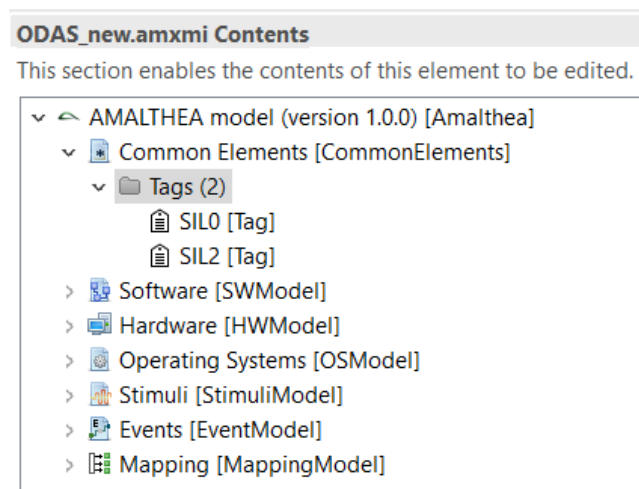 ODAS_new.amxmi Contents
This section enables the contents of this element to be edited.
AMALTHEA model (version 1.0.0) [Amalthea]
Common Elements [CommonElements]
Tags (2)
SIL0 [Tag]
SIL2 [Tag]
Software [SWModel]
Hardware [HWModel]
Operating Systems [OSModel]
Stimuli [StimuliModel]
Events [EventModel]
Mapping [MappingModel]